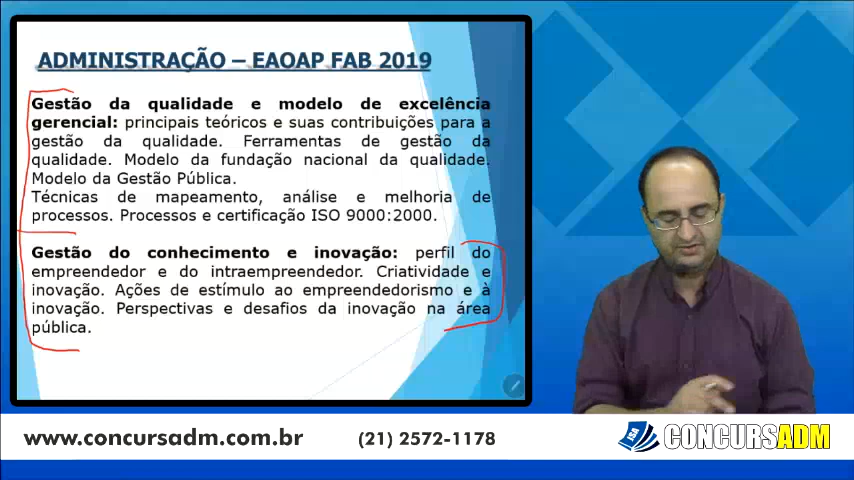 ADMINISTRAÇÃO – EAOAP FAB 2019
Gestão da qualidade e modelo de excelência
gerencial: principais teóricos e suas contribuições para a
gestão da qualidade. Ferramentas de gestão da
qualidade. Modelo da fundação nacional da qualidade.
Modelo da Gestão Pública.
Técnicas de mapeamento, análise e melhoria de
processos. Processos e certificação ISO 9000:2000.
Gestão do conhecimento e inovação: perfil do
empreendedor e do intraempreendedor. Criatividade e
inovação. Ações de estímulo ao empreendedorismo e à
inovação. Perspectivas e desafios da inovação na área
pública.
www.concursadm.com.br
(21) 2572-1178
CONCURSADM